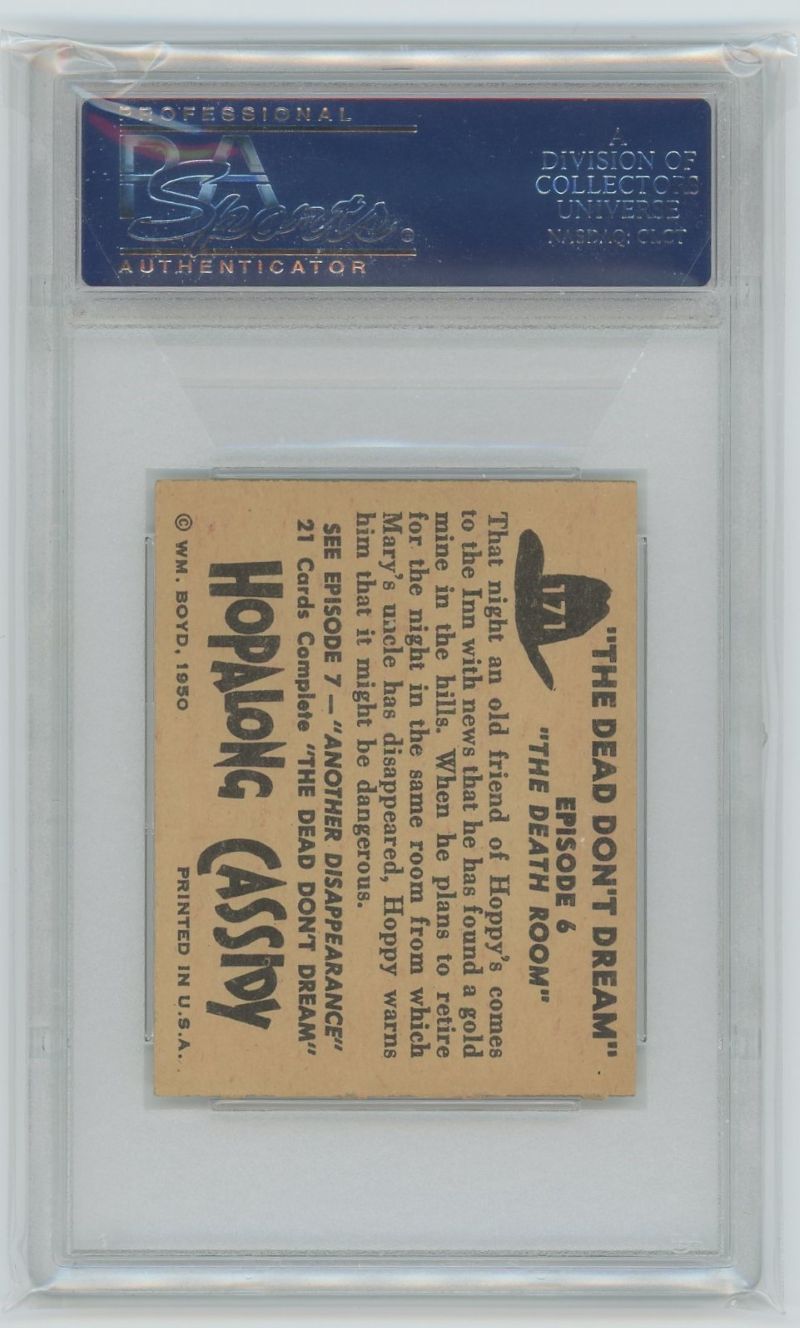 PROFESSIONAL
PSA
Sports
AUTHENTICATOR
A
DIVISION OF
COLLECTORS
UNIVERSE
NASDAQ: CLCT
171
"THE DEAD DON'T DREAM"
EPISODE 6
"THE DEATH ROOM"
That night an old friend of Hoppy's comes
to the Inn with news that he has found a gold
mine in the hills. When he plans to retire
for the night in the same room from which
Mary's uncle has disappeared, Hoppy warns
him that it might be dangerous.
SEE EPISODE 7—"ANOTHER DISAPPEARANCE"
21 Cards Complete "THE DEAD DON'T DREAM"
HOPALONG CASSIDY
© WM. BOYD, 1950 PRINTED IN U.S.A.